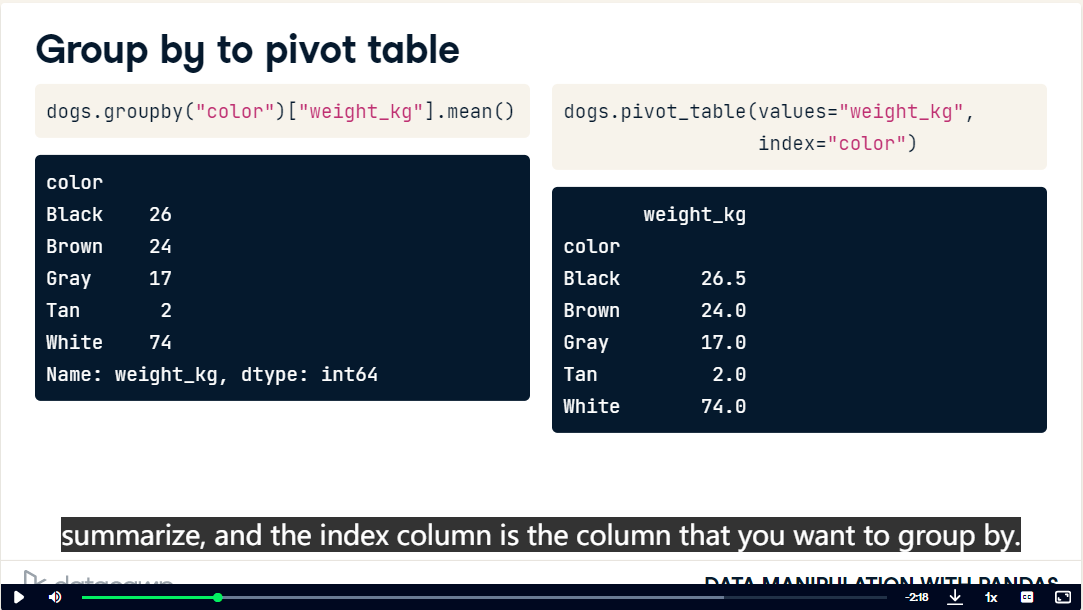 Group by to pivot table
dogs.groupby("color")["weight_kg"].mean()
color
Black 26
Brown 24
Gray 17
Tan 2
White 74
Name: weight_kg, dtype: int64
dogs.pivot_table(values="weight_kg",
index="color")
weight_kg
color
Black 26.5
Brown 24.0
Gray 17.0
Tan 2.0
White 74.0
summarize, and the index column is the column that you want to group by.
datacamp
DATA MANIPULATION WITH PANDAS
-2:18
1x
CC